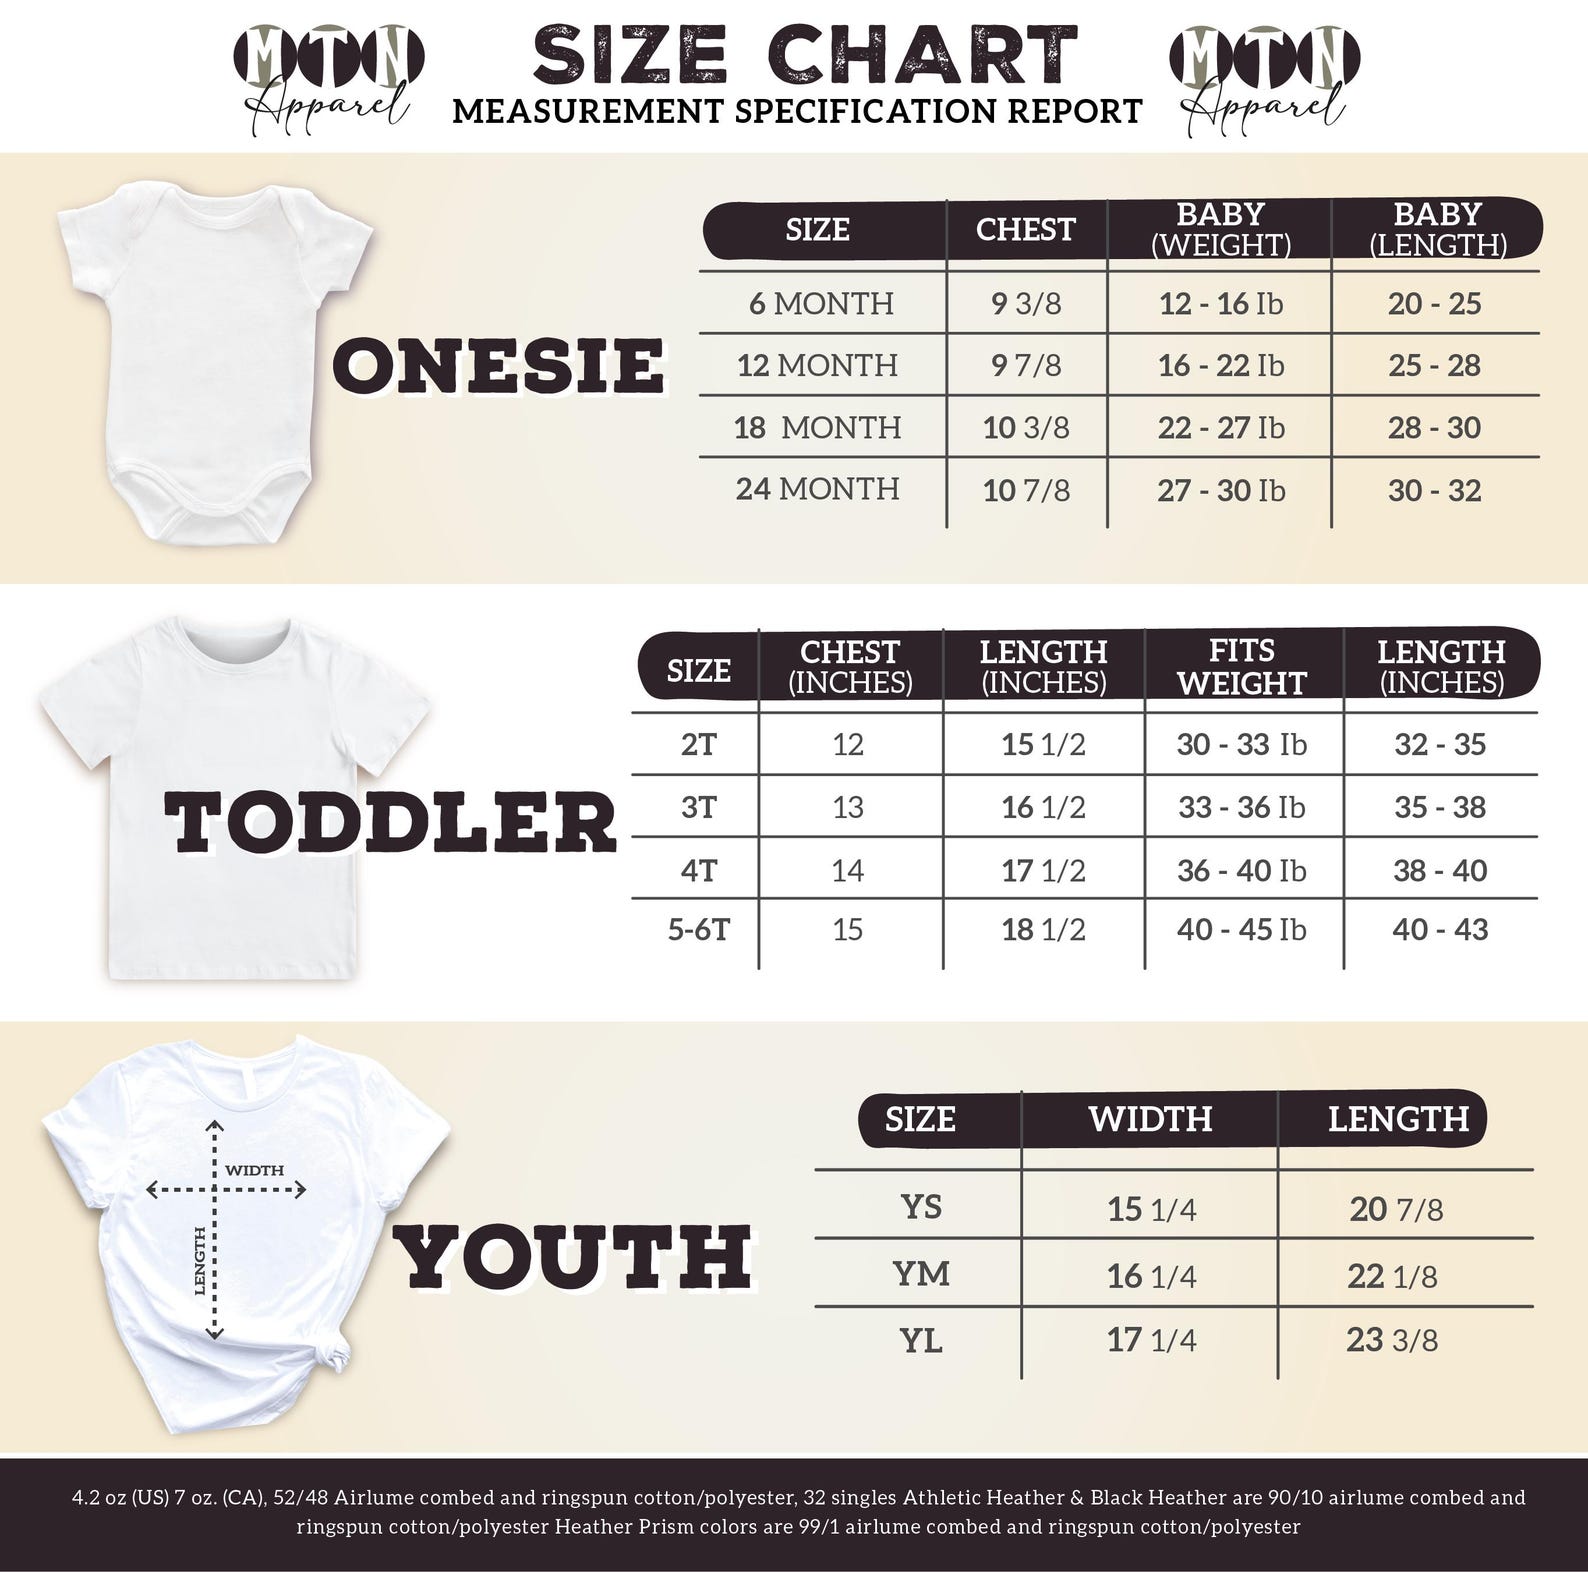 MTN
Apparel
SIZE CHART
MEASUREMENT SPECIFICATION REPORT
MTN
Apparel
ONESIE
SIZE CHEST BABY (WEIGHT) BABY (LENGTH)
6 MONTH 9 3/8 12 - 16 Ib 20 - 25
12 MONTH 9 7/8 16 - 22 Ib 25 - 28
18 MONTH 10 3/8 22 - 27 Ib 28 - 30
24 MONTH 10 7/8 27 - 30 Ib 30 - 32
TODDLER
SIZE CHEST (INCHES) LENGTH (INCHES) FITS WEIGHT LENGTH (INCHES)
2T 12 15 1/2 30 - 33 Ib 32 - 35
3T 13 16 1/2 33 - 36 Ib 35 - 38
4T 14 17 1/2 36 - 40 Ib 38 - 40
5-6T 15 18 1/2 40 - 45 Ib 40 - 43
WIDTH
LENGTH
YOUTH
SIZE WIDTH LENGTH
YS 15 1/4 20 7/8
YM 16 1/4 22 1/8
YL 17 1/4 23 3/8
4.2 oz (US) 7 oz. (CA), 52/48 Airlume combed and ringspun cotton/polyester, 32 singles Athletic Heather & Black Heather are 90/10 airlume combed and
ringspun cotton/polyester Heather Prism colors are 99/1 airlume combed and ringspun cotton/polyester